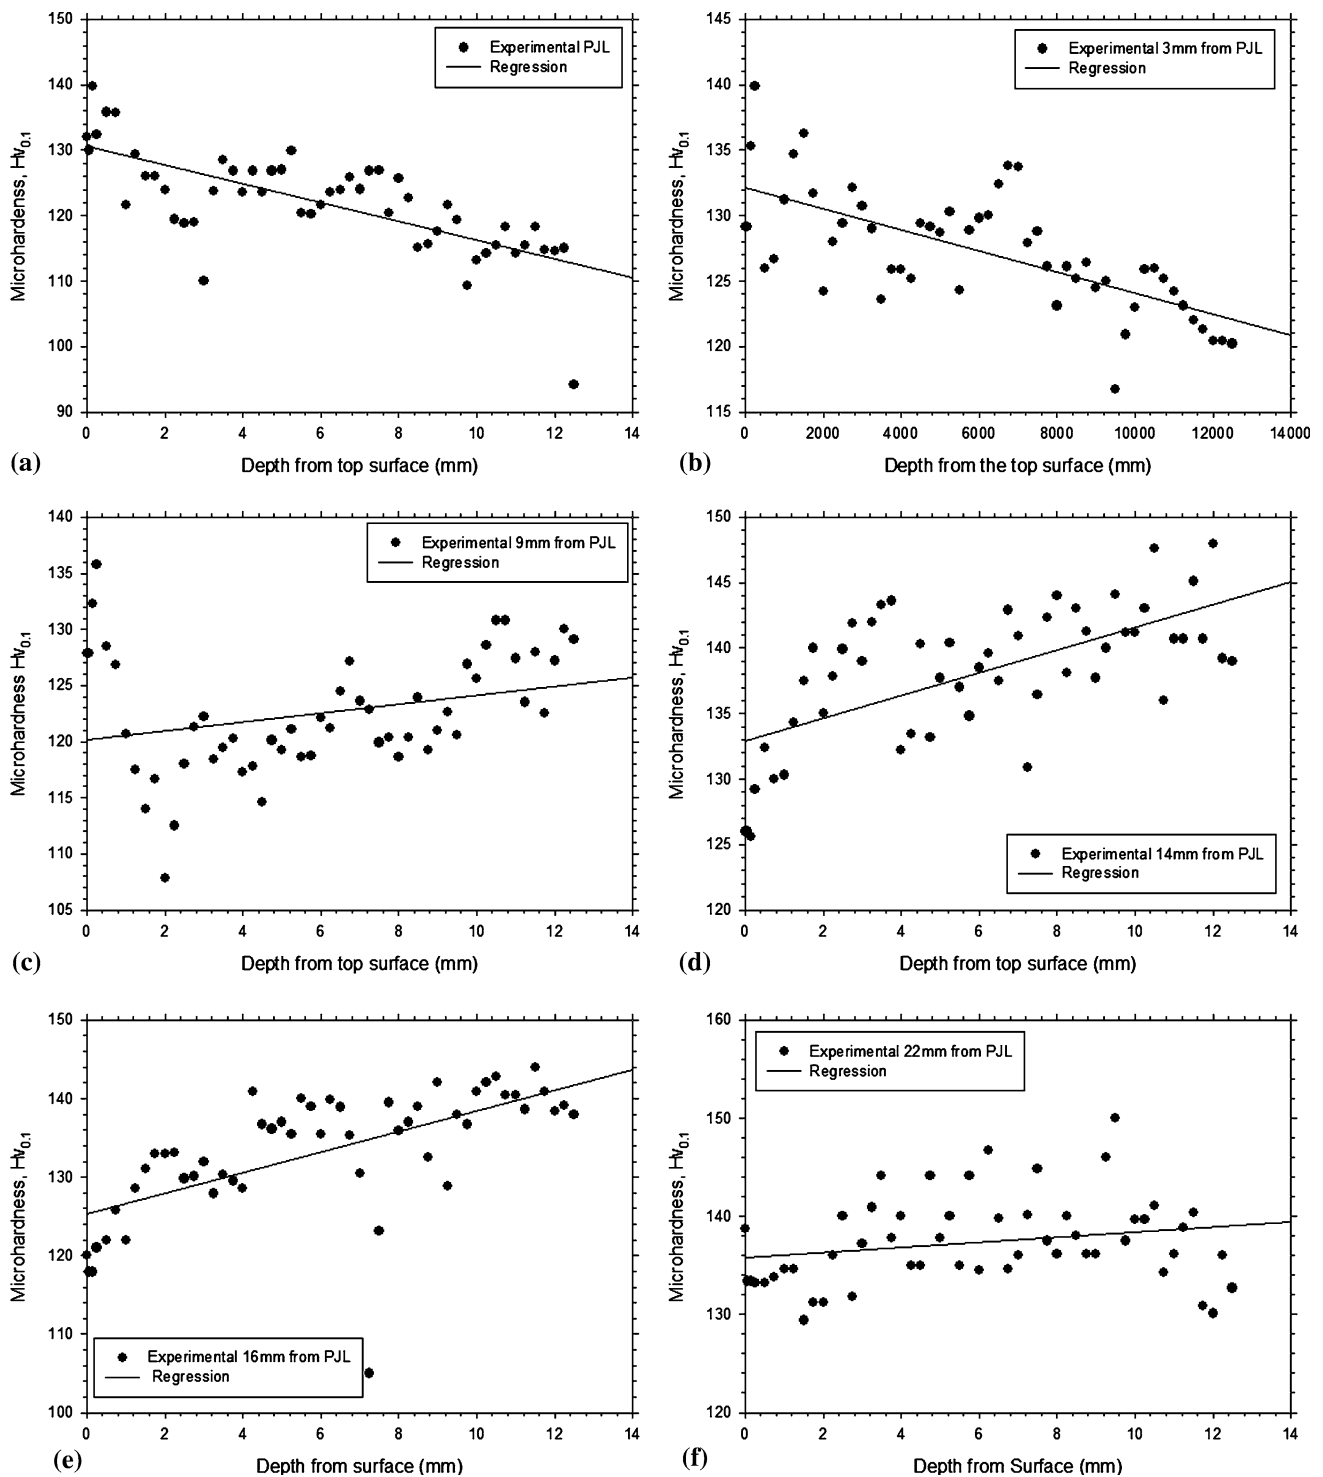 150
140
130
120
110
100
90
Microhardenss, Hv0.1
Experimental PJL
Regression
0 2 4 6 8 10 12 14
Depth from top surface (mm)
(a)
145
140
135
130
125
120
115
Microhardness, Hv0.1
Experimental 3mm from PJL
Regression
0 2000 4000 6000 8000 10000 12000 14000
Depth from the top surface (mm)
(b)
140
135
130
125
120
115
110
105
Microhardness Hv0.1
Experimental 9mm from PJL
Regression
0 2 4 6 8 10 12 14
Depth from top surface (mm)
(c)
150
145
140
135
130
125
120
Microhardness, Hv0.1
Experimental 14mm from PJL
Regression
0 2 4 6 8 10 12 14
Depth from top surface (mm)
(d)
150
140
130
120
110
100
Microhardness, Hv0.1
Experimental 16mm from PJL
Regression
0 2 4 6 8 10 12 14
Depth from surface (mm)
(e)
160
150
140
130
120
Microhardness, Hv0.1
Experimental 22mm from PJL
Regression
0 2 4 6 8 10 12 14
Depth from Surface (mm)
(f)